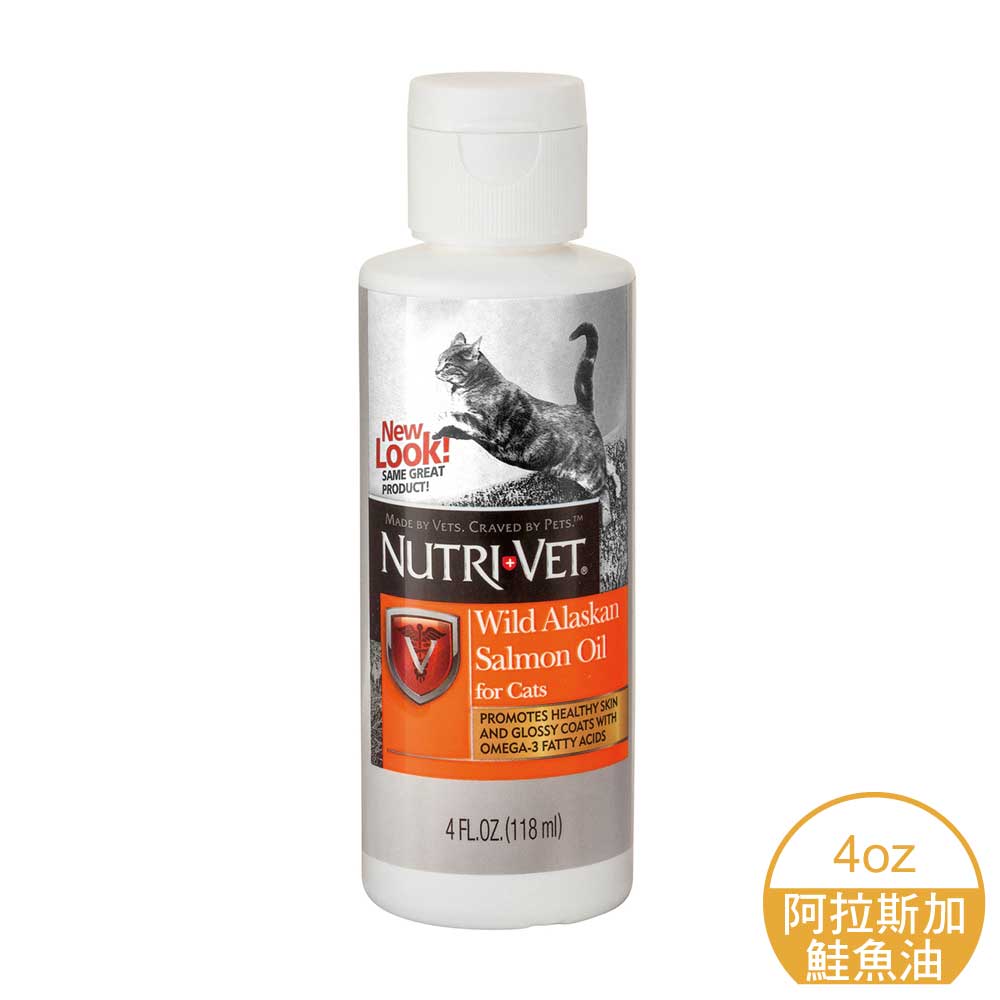 New
Look!
SAME GREAT
PRODUCT!
MADE BY VETS. CRAVED BY PETS.™
NUTRI-VET®
V
Wild Alaskan
Salmon Oil
for Cats
PROMOTES HEALTHY SKIN
AND GLOSSY COATS WITH
OMEGA-3 FATTY ACIDS
4 FL.OZ.(118 ml)
4oz
阿拉斯加
鮭魚油